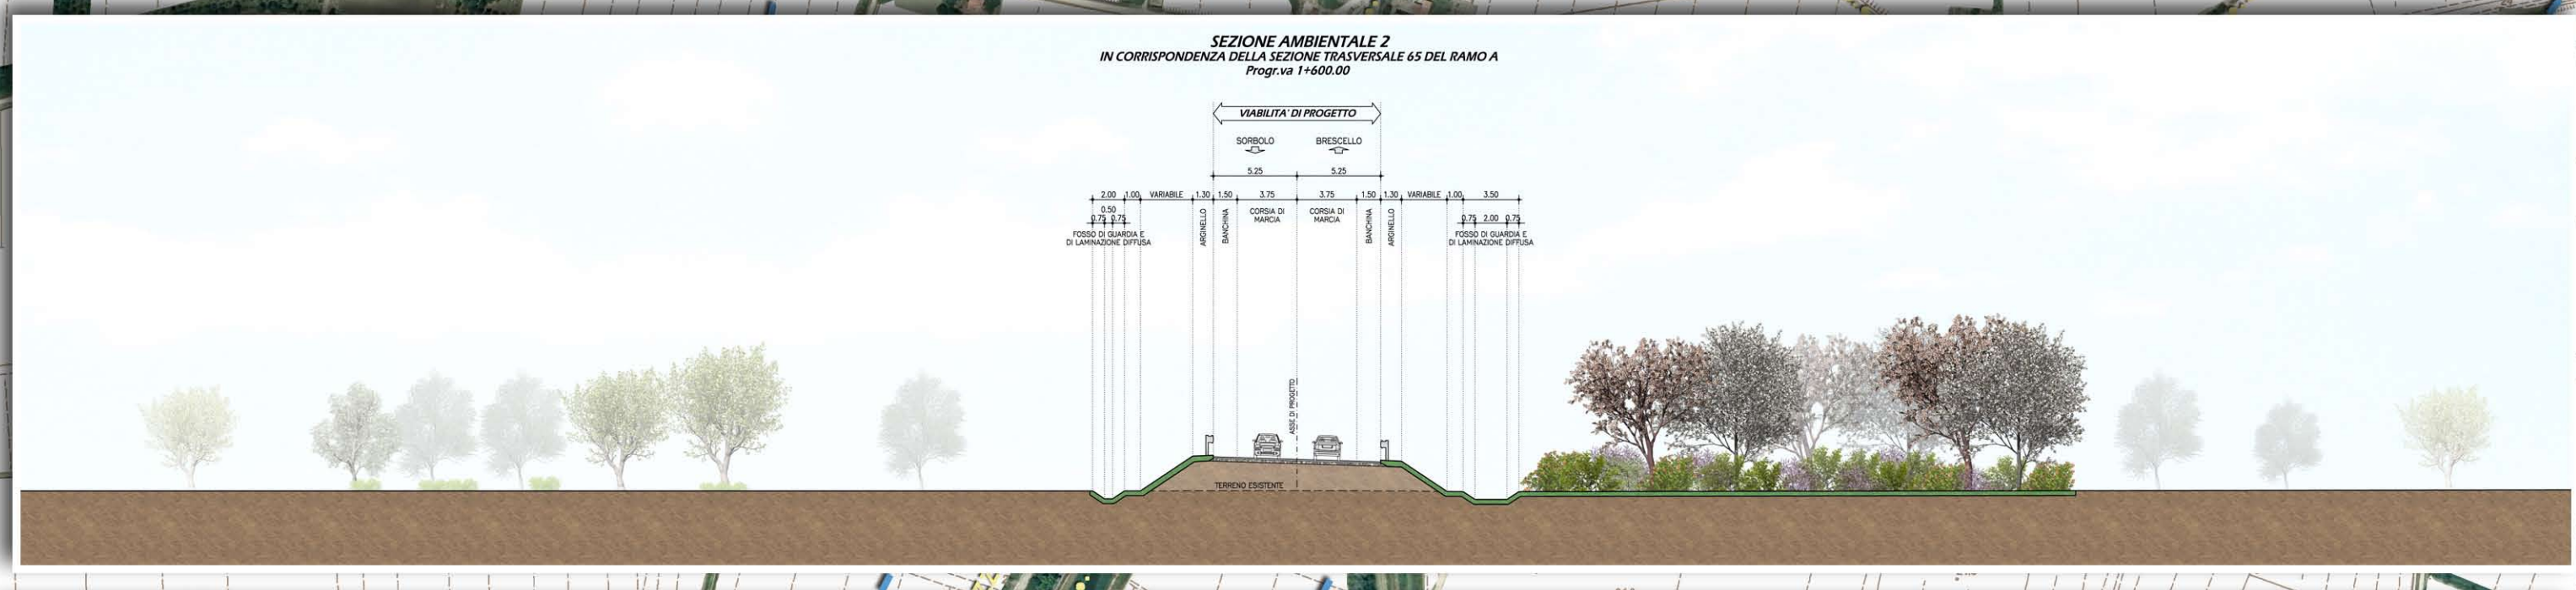 SEZIONE AMBIENTALE 2
IN CORRISPONDENZA DELLA SEZIONE TRASVERSALE 65 DEL RAMO A
Progr.va 1+600.00
VIABILITA' DI PROGETTO
SORBOLO BRESCELLO
5.25 5.25
2.00 1.00 VARIABILE 1.30 1.50 3.75 3.75 1.50 1.30 VARIABILE 1.00 3.50
0.50
0.75 0.75
FOSSO DI GUARDIA E
DI LAMINAZIONE DIFFUSA
ARGINELLO
BANCHINA
CORSIA DI
MARCIA
CORSIA DI
MARCIA
BANCHINA
ARGINELLO
0.75 2.00 0.75
FOSSO DI GUARDIA E
DI LAMINAZIONE DIFFUSA
ASSE DI PROGETTO
TERRENO ESISTENTE